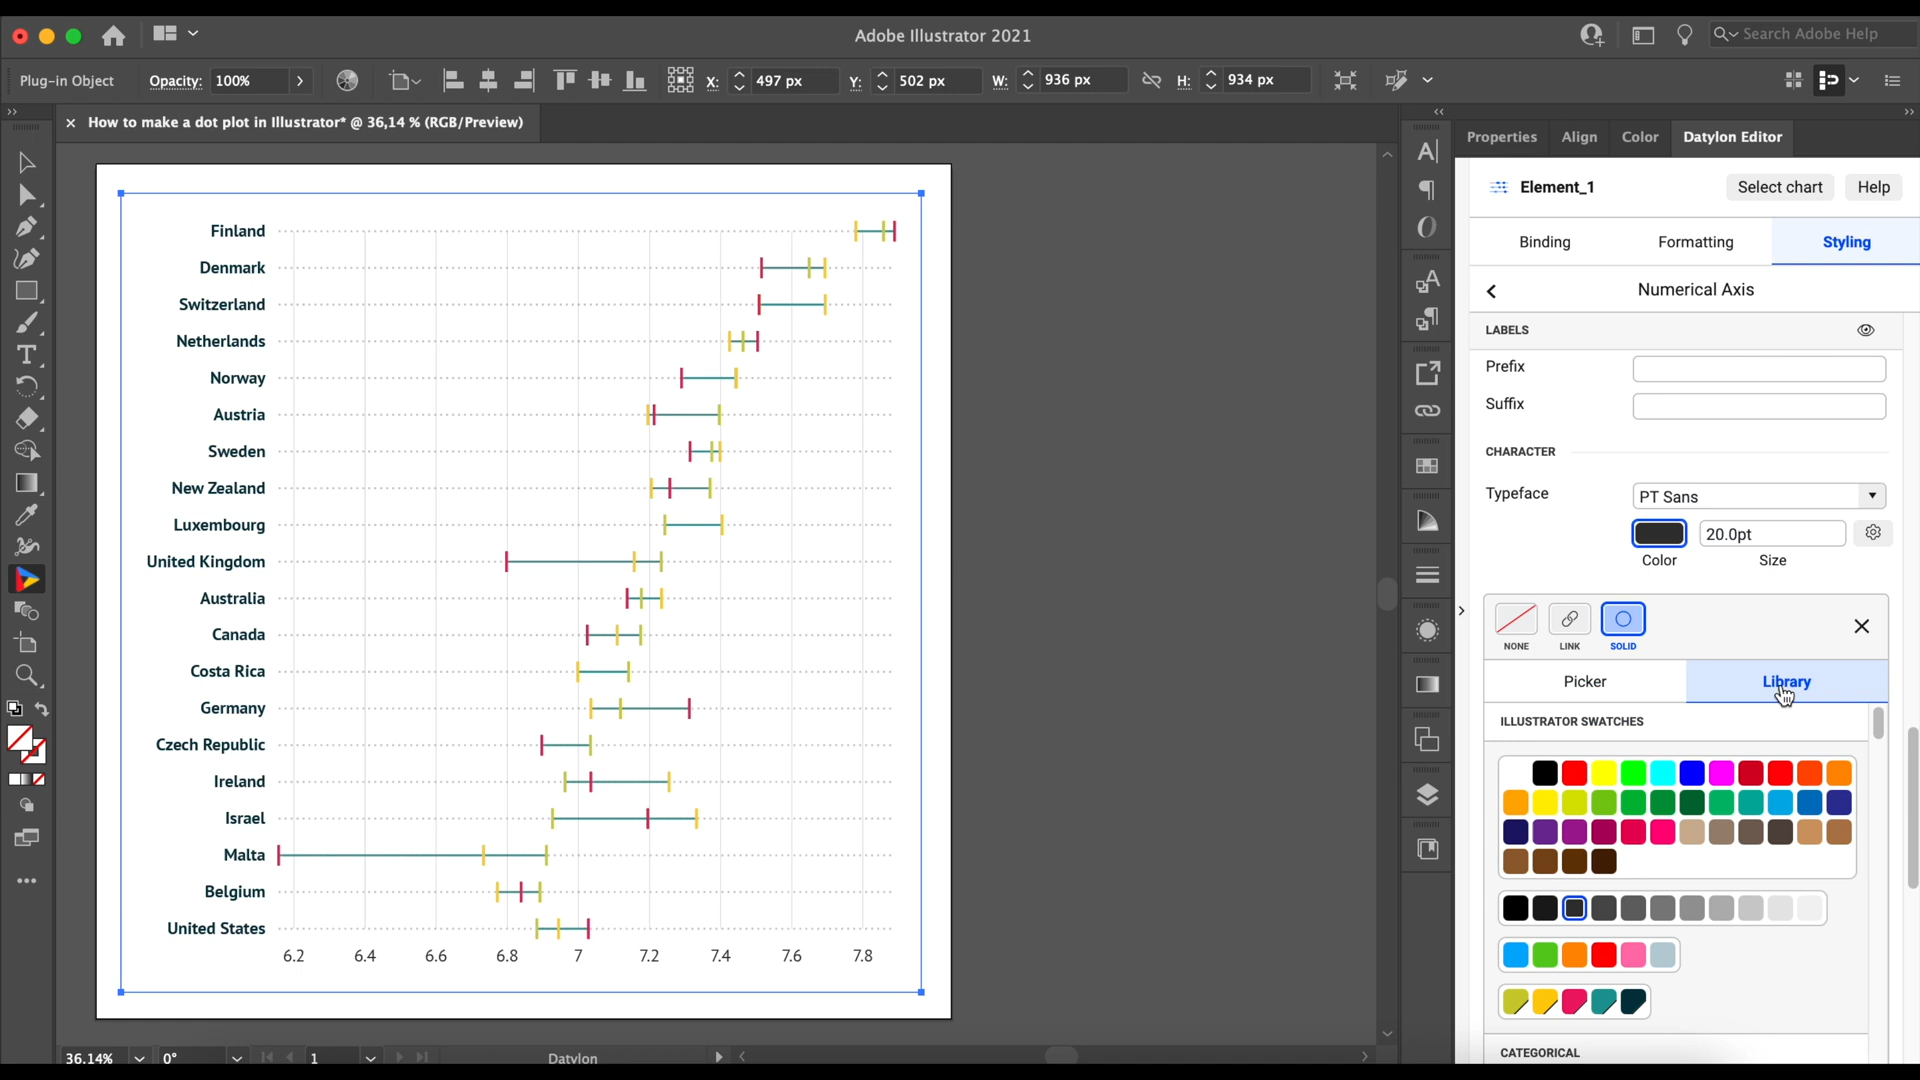 Adobe Illustrator 2021
Search Adobe Help
Plug-in Object
Opacity:
100%
X:
497 px
Y:
502 px
W:
936 px
H:
934 px
How to make a dot plot in Illustrator* @ 36,14 % (RGB/Preview)
Properties
Align
Color
Datylon Editor
Element_1
Select chart
Help
Binding
Formatting
Styling
Numerical Axis
LABELS
Prefix
Suffix
CHARACTER
Typeface
PT Sans
20.0pt
Color
Size
NONE
LINK
SOLID
Picker
Library
ILLUSTRATOR SWATCHES
CATEGORICAL
Finland
Denmark
Switzerland
Netherlands
Norway
Austria
Sweden
New Zealand
Luxembourg
United Kingdom
Australia
Canada
Costa Rica
Germany
Czech Republic
Ireland
Israel
Malta
Belgium
United States
6.2
6.4
6.6
6.8
7
7.2
7.4
7.6
7.8
36.14%
0°
1
Datylon